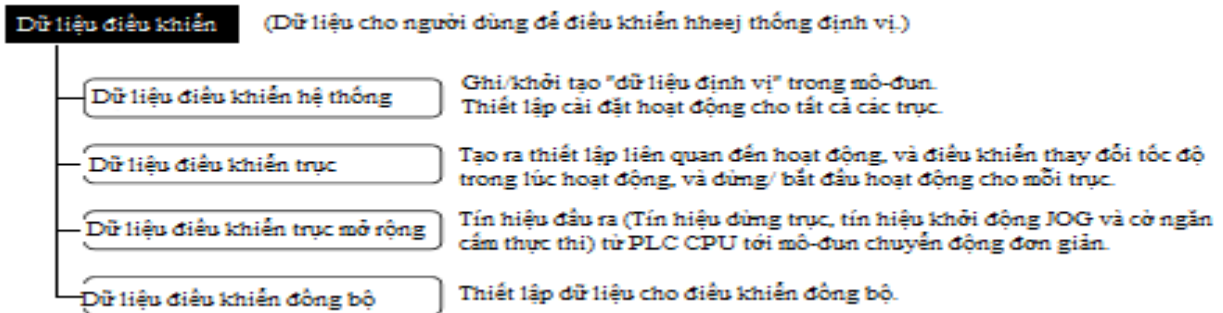 Dữ liệu điều khiển (Dữ liệu cho người dùng để điều khiển hheej thống định vị.)
Dữ liệu điều khiển hệ thống
Ghi/khởi tạo "dữ liệu định vị" trong mô-đun.
Thiết lập cài đặt hoạt động cho tất cả các trục.
Dữ liệu điều khiển trục
Tạo ra thiết lập liên quan đến hoạt động, và điều khiển thay đổi tốc độ
trong lúc hoạt động, và dừng/ bắt đầu hoạt động cho mỗi trục.
Dữ liệu điều khiển trục mở rộng
Tín hiệu đầu ra (Tín hiệu dừng trục, tín hiệu khởi động JOG và cờ ngăn
cấm thực thi) từ PLC CPU tới mô-đun chuyển động đơn giản.
Dữ liệu điều khiển đồng bộ
Thiết lập dữ liệu cho điều khiển đồng bộ.